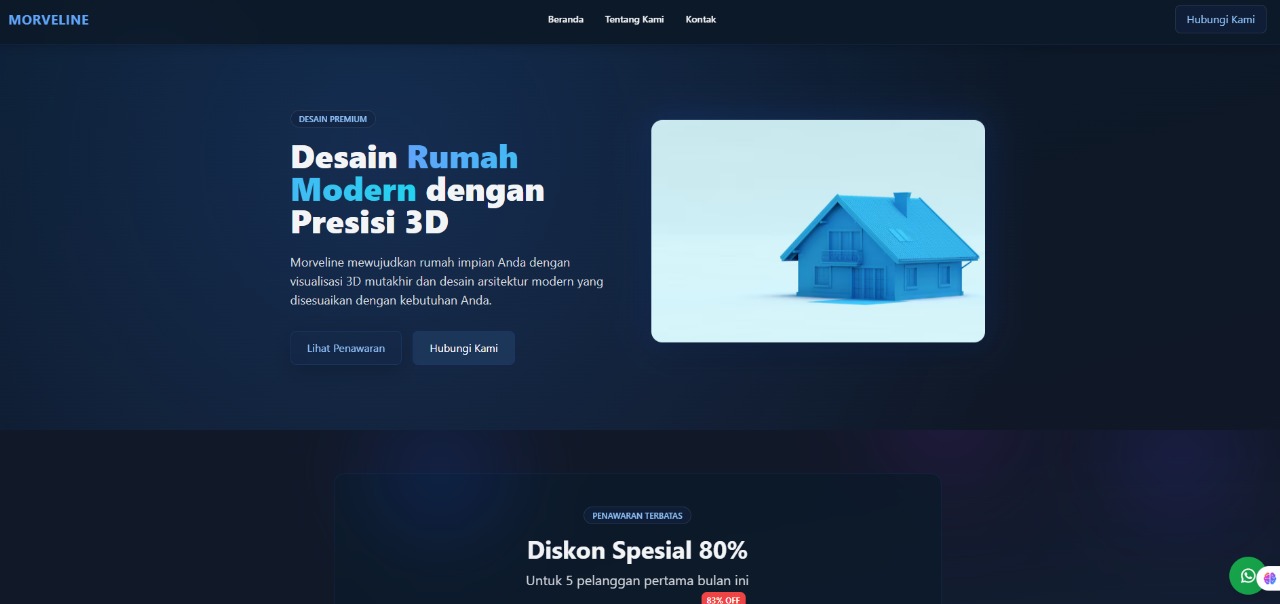 MORVELINE
Beranda
Tentang Kami
Kontak
Hubungi Kami
DESAIN PREMIUM
Desain Rumah
Modern dengan
Presisi 3D
Morveline mewujudkan rumah impian Anda dengan
visualisasi 3D mutakhir dan desain arsitektur modern yang
disesuaikan dengan kebutuhan Anda.
Lihat Penawaran
Hubungi Kami
PENAWARAN TERBATAS
Diskon Spesial 80%
Untuk 5 pelanggan pertama bulan ini
83% OFF